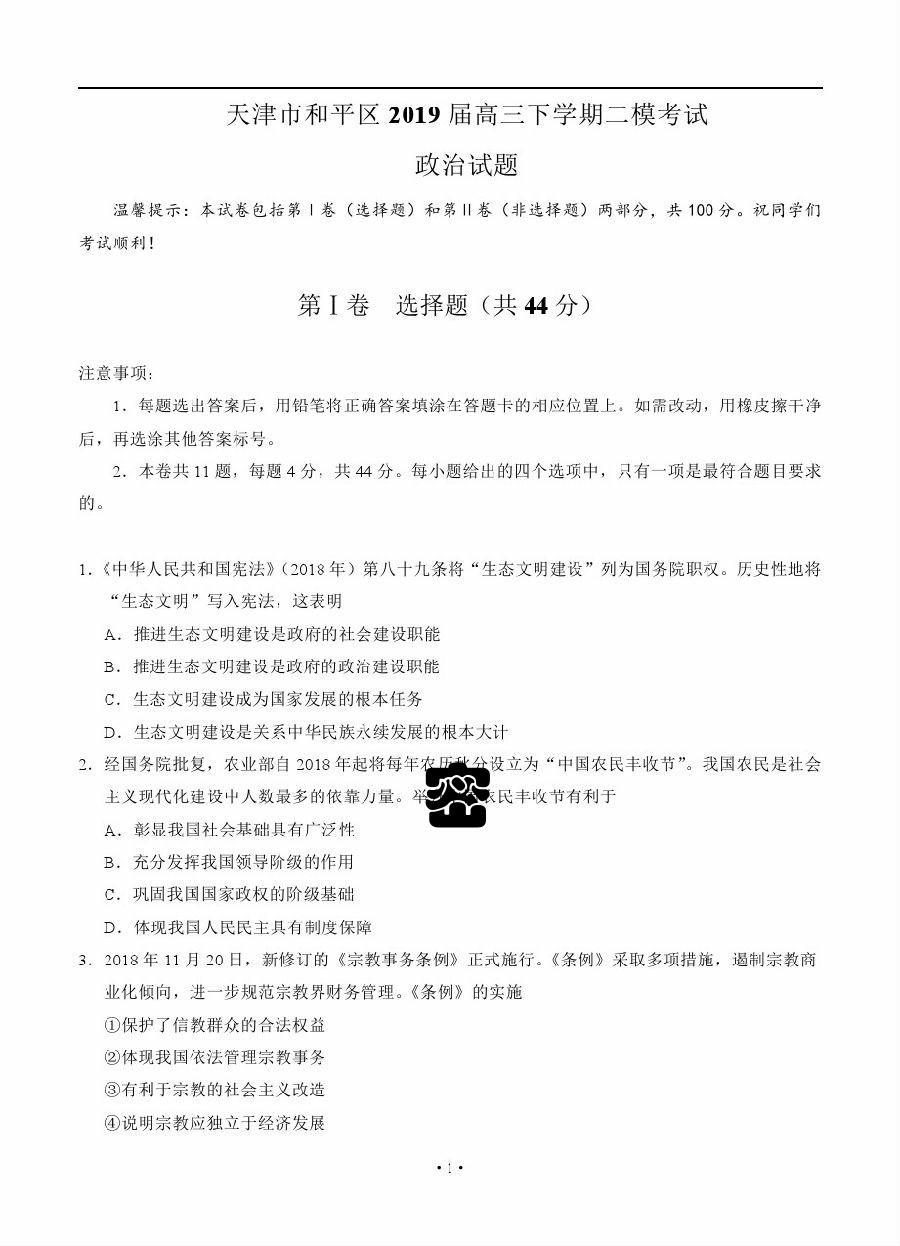 天津市和平区 2019 届高三下学期二模考试
政治试题
温馨提示：本试卷包括第Ⅰ卷（选择题）和第Ⅱ卷（非选择题）两部分，共 100 分。祝同学们
考试顺利！
第Ⅰ卷　选择题（共 44 分）
注意事项：
1．每题选出答案后，用铅笔将正确答案填涂在答题卡的相应位置上。如需改动，用橡皮擦干净
后，再选涂其他答案标号。
2．本卷共 11 题，每题 4 分，共 44 分。每小题给出的四个选项中，只有一项是最符合题目要求
的。
1．《中华人民共和国宪法》（2018 年）第八十九条将“生态文明建设”列为国务院职权。历史性地将
“生态文明”写入宪法，这表明
A．推进生态文明建设是政府的社会建设职能
B．推进生态文明建设是政府的政治建设职能
C．生态文明建设成为国家发展的根本任务
D．生态文明建设是关系中华民族永续发展的根本大计
2．经国务院批复，农业部自 2018 年起将每年农历秋分设立为“中国农民丰收节”。我国农民是社会
主义现代化建设中人数最多的依靠力量。举农民丰收节有利于
A．彰显我国社会基础具有广泛性
B．充分发挥我国领导阶级的作用
C．巩固我国国家政权的阶级基础
D．体现我国人民民主具有制度保障
3．2018 年 11 月 20 日，新修订的《宗教事务条例》正式施行。《条例》采取多项措施，遏制宗教商
业化倾向，进一步规范宗教界财务管理。《条例》的实施
①保护了信教群众的合法权益
②体现我国依法管理宗教事务
③有利于宗教的社会主义改造
④说明宗教应独立于经济发展
• 1 •